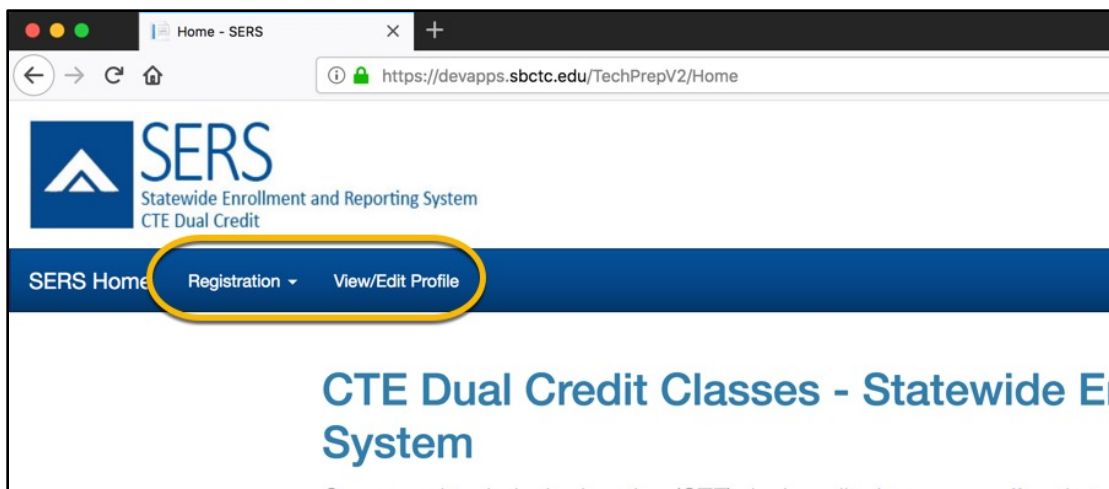 Home - SERS
https://devapps.sbctc.edu/TechPrepV2/Home
SERS
Statewide Enrollment and Reporting System
CTE Dual Credit
SERS Home Registration View/Edit Profile
CTE Dual Credit Classes - Statewide
System